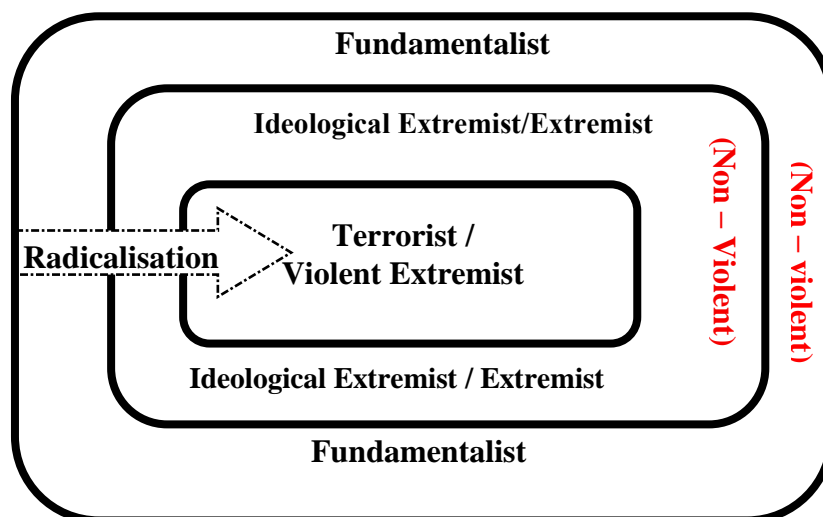 Fundamentalist
Ideological Extremist/Extremist
(Non – Violent)
(Non – violent)
Radicalisation
Terrorist /
Violent Extremist
Ideological Extremist / Extremist
Fundamentalist